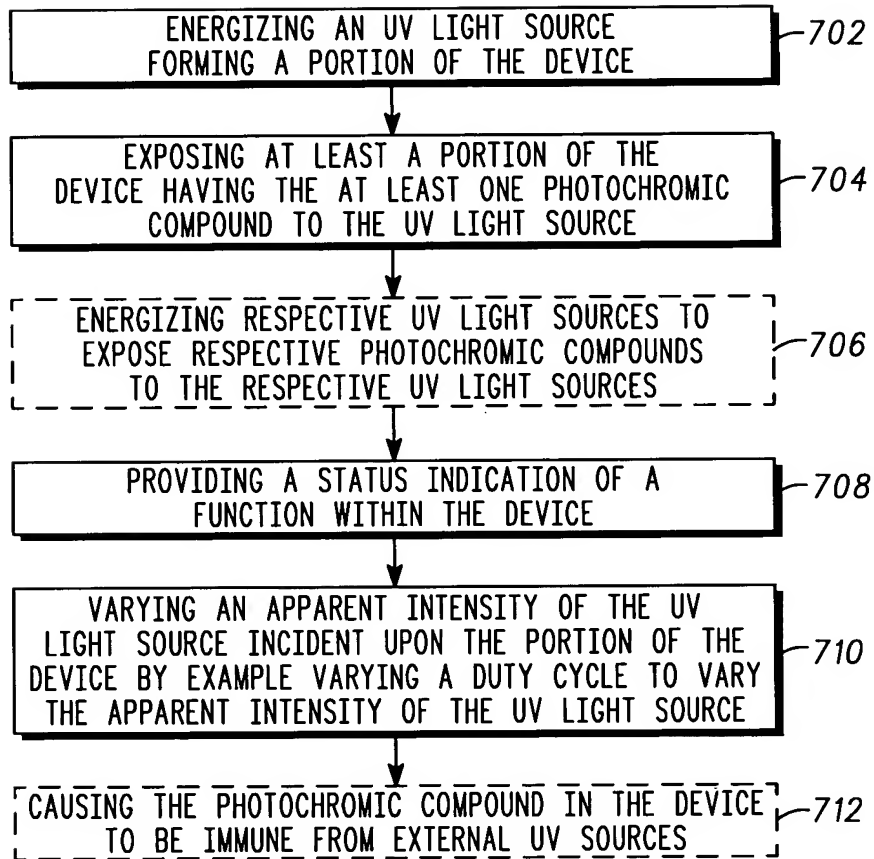 ENERGIZING AN UV LIGHT SOURCE
FORMING A PORTION OF THE DEVICE
702
EXPOSING AT LEAST A PORTION OF THE
DEVICE HAVING THE AT LEAST ONE PHOTOCHROMIC
COMPOUND TO THE UV LIGHT SOURCE
704
ENERGIZING RESPECTIVE UV LIGHT SOURCES TO
EXPOSE RESPECTIVE PHOTOCHROMIC COMPOUNDS
TO THE RESPECTIVE UV LIGHT SOURCES
706
PROVIDING A STATUS INDICATION OF A
FUNCTION WITHIN THE DEVICE
708
VARYING AN APPARENT INTENSITY OF THE UV
LIGHT SOURCE INCIDENT UPON THE PORTION OF THE
DEVICE BY EXAMPLE VARYING A DUTY CYCLE TO VARY
THE APPARENT INTENSITY OF THE UV LIGHT SOURCE
710
CAUSING THE PHOTOCHROMIC COMPOUND IN THE DEVICE
TO BE IMMUNE FROM EXTERNAL UV SOURCES
712